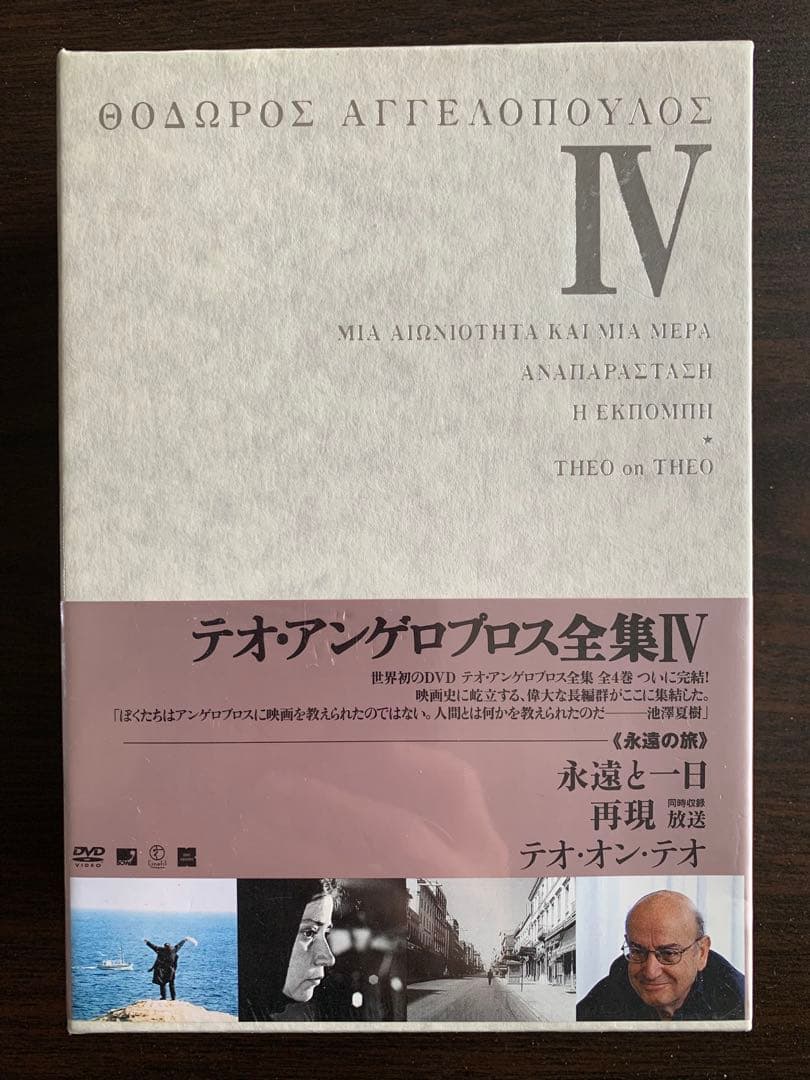 ΘΟΔΩΡΟΣ ΑΓΓΕΛΟΠΟΥΛΟΣ
IV
ΜΙΑ ΑΙΩΝΙΟΤΗΤΑ ΚΑΙ ΜΙΑ ΜΕΡΑ
ΑΝΑΠΑΡΑΣΤΑΣΗ
Η ΕΚΠΟΜΠΗ
★
THEO on THEO
テオ・アンゲロプロス全集IV
世界初のDVD テオ・アンゲロプロス全集 全4巻 ついに完結!
映画史に屹立する、偉大な長編群がここに集結した。
「ぼくたちはアンゲロプロスに映画を教えられたのではない。人間とは何かを教えられたのだ――池澤夏樹」
《永遠の旅》
永遠と一日
再現 同時収録 放送
テオ・オン・テオ
DVD
VIDEO